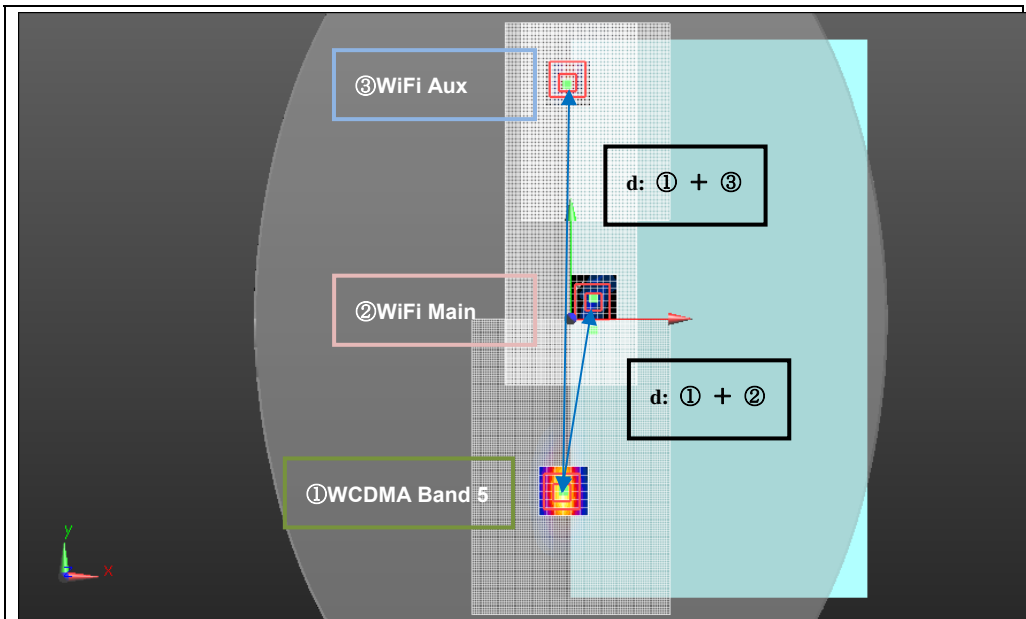 ③WiFi Aux
d: ① + ③
②WiFi Main
d: ① + ②
①WCDMA Band 5
y
x